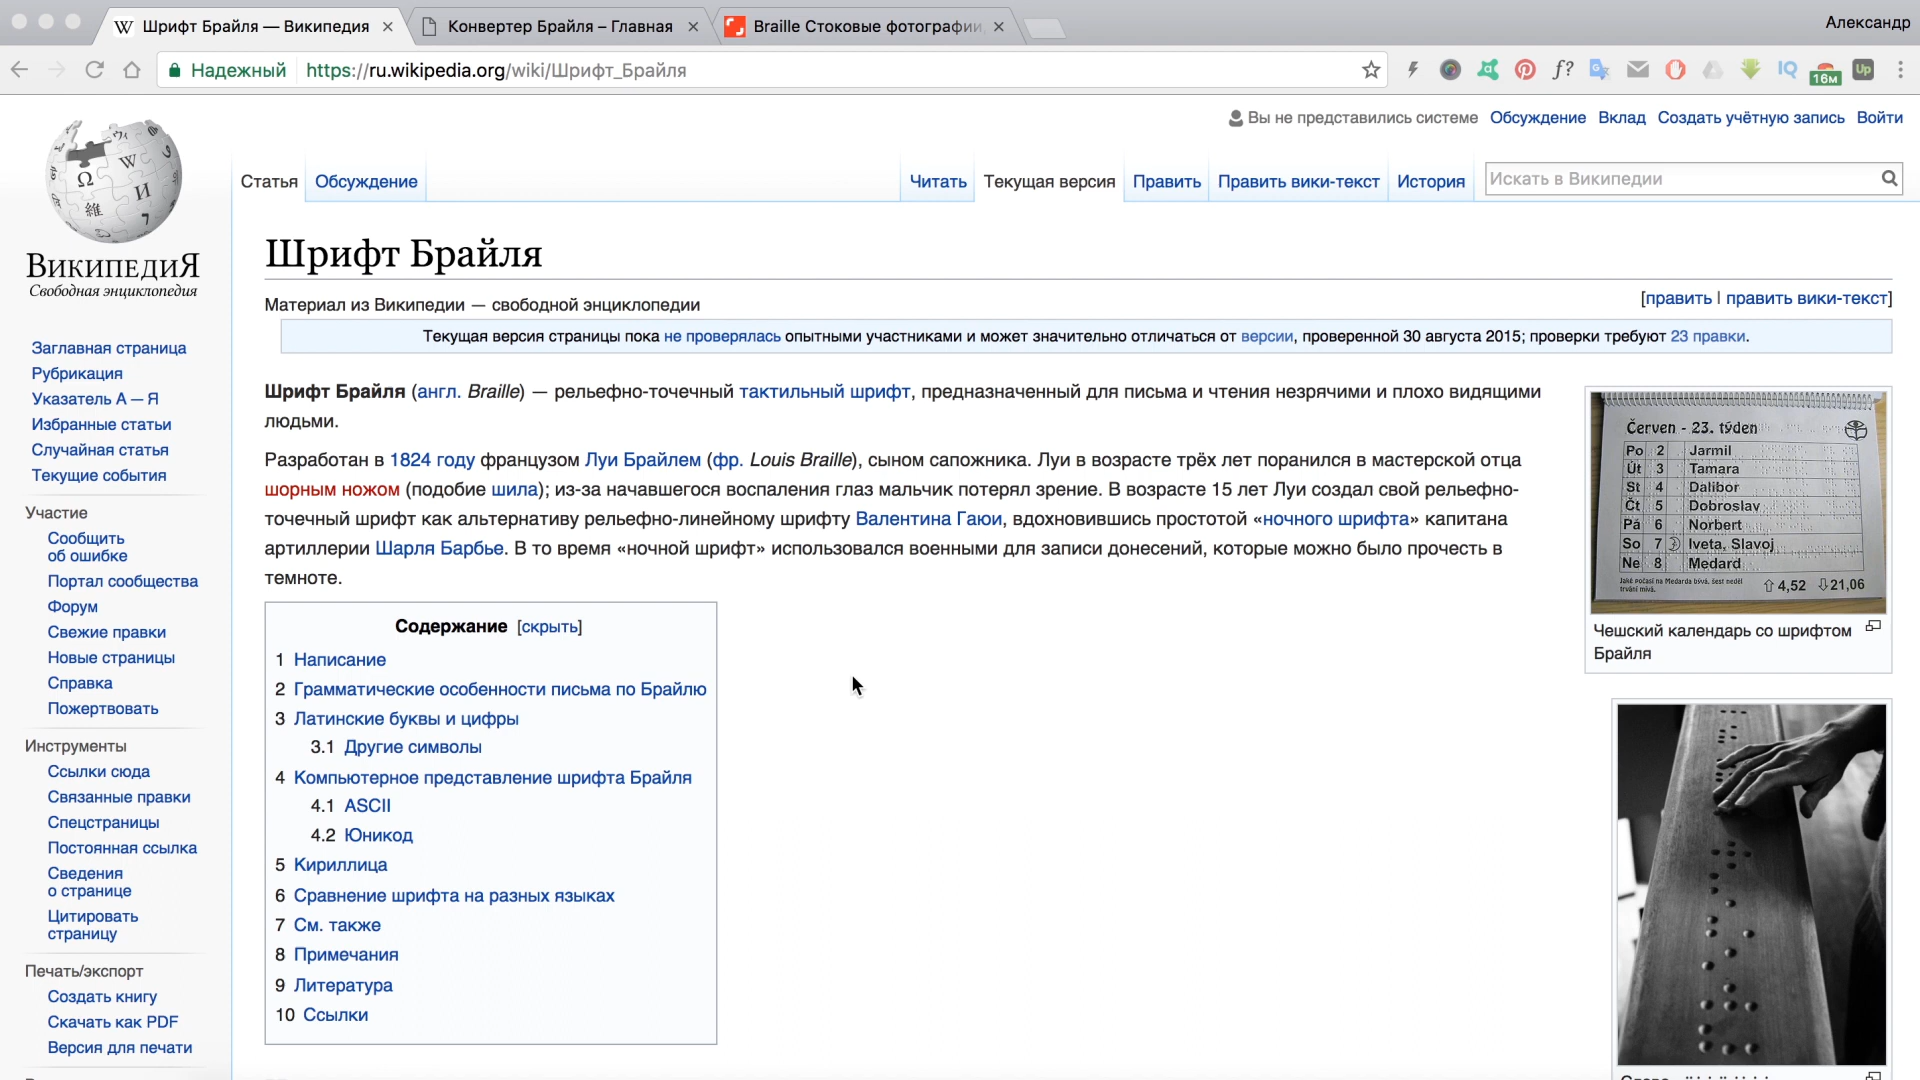 Шрифт Брайля — Википедия
Конвертер Брайля – Главная
Braille Стоковые фотографии,
Александр
Надежный
https://ru.wikipedia.org/wiki/Шрифт_Брайля
f?
IQ
16м
Up
Вы не представились системе Обсуждение Вклад Создать учётную запись Войти
Статья Обсуждение Читать Текущая версия Править Править вики-текст История Искать в Википедии
ВикипедиЯ
Свободная энциклопедия
Шрифт Брайля
Материал из Википедии — свободной энциклопедии
[править | править вики-текст]
Текущая версия страницы пока не проверялась опытными участниками и может значительно отличаться от версии, проверенной 30 августа 2015; проверки требуют 23 правки.
Заглавная страница
Рубрикация
Указатель А — Я
Избранные статьи
Случайная статья
Текущие события
Участие
Сообщить
об ошибке
Портал сообщества
Форум
Свежие правки
Новые страницы
Справка
Пожертвовать
Инструменты
Ссылки сюда
Связанные правки
Спецстраницы
Постоянная ссылка
Сведения
о странице
Цитировать
страницу
Печать/экспорт
Создать книгу
Скачать как PDF
Версия для печати
Шрифт Брайля (англ. Braille) — рельефно-точечный тактильный шрифт, предназначенный для письма и чтения незрячими и плохо видящими
людьми.
Разработан в 1824 году французом Луи Брайлем (фр. Louis Braille), сыном сапожника. Луи в возрасте трёх лет поранился в мастерской отца
шорным ножом (подобие шила); из-за начавшегося воспаления глаз мальчик потерял зрение. В возрасте 15 лет Луи создал свой рельефно-
точечный шрифт как альтернативу рельефно-линейному шрифту Валентина Гаюи, вдохновившись простотой «ночного шрифта» капитана
артиллерии Шарля Барбье. В то время «ночной шрифт» использовался военными для записи донесений, которые можно было прочесть в
темноте.
Содержание [скрыть]
1 Написание
2 Грамматические особенности письма по Брайлю
3 Латинские буквы и цифры
3.1 Другие символы
4 Компьютерное представление шрифта Брайля
4.1 ASCII
4.2 Юникод
5 Кириллица
6 Сравнение шрифта на разных языках
7 См. также
8 Примечания
9 Литература
10 Ссылки
Červen - 23. týden
Po 2 Jarmil
Út 3 Tamara
St 4 Dalibor
Čt 5 Dobroslav
Pá 6 Norbert
So 7 Iveta, Slavoj
Ne 8 Medard
Jaké počasí na Medarda bývá, šest neděl
trvání mívá.
4,52 21,06
Чешский календарь со шрифтом
Брайля